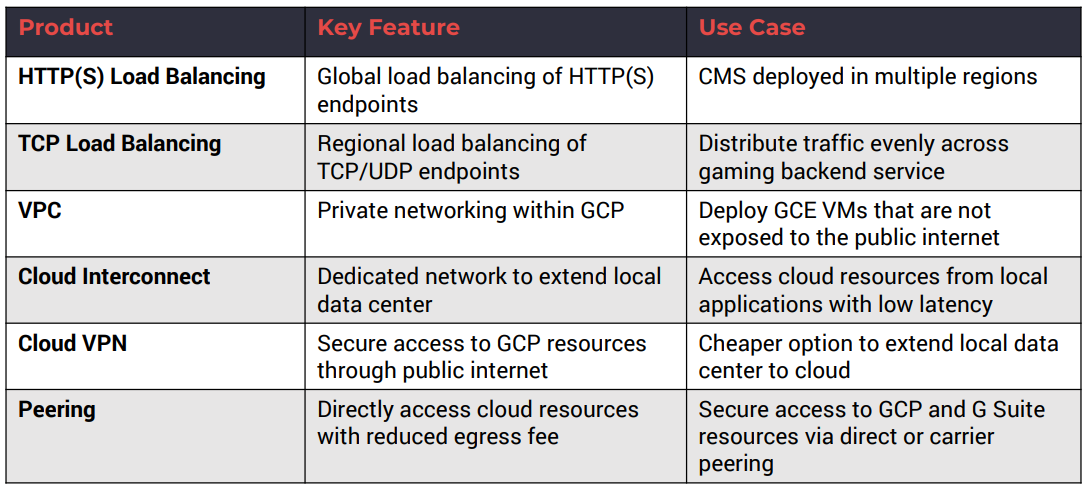 Product Key Feature Use Case
HTTP(S) Load Balancing
Global load balancing of HTTP(S)
endpoints
CMS deployed in multiple regions
TCP Load Balancing
Regional load balancing of
TCP/UDP endpoints
Distribute traffic evenly across
gaming backend service
VPC
Private networking within GCP
Deploy GCE VMs that are not
exposed to the public internet
Cloud Interconnect
Dedicated network to extend local
data center
Access cloud resources from local
applications with low latency
Cloud VPN
Secure access to GCP resources
through public internet
Cheaper option to extend local data
center to cloud
Peering
Directly access cloud resources
with reduced egress fee
Secure access to GCP and G Suite
resources via direct or carrier
peering